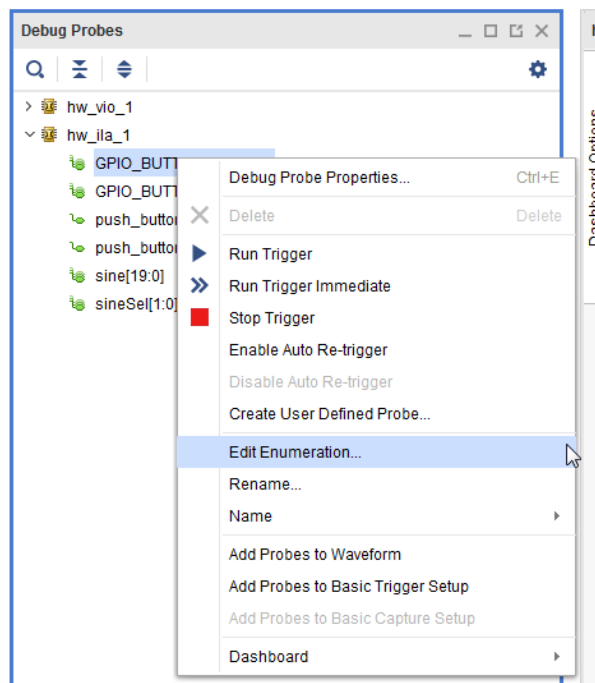 Debug Probes
hw_vio_1
hw_ila_1
GPIO_BUTT
GPIO_BUTT
push_button
push_button
sine[19:0]
sineSel[1:0]
Debug Probe Properties... Ctrl+E
Delete Delete
Run Trigger
Run Trigger Immediate
Stop Trigger
Enable Auto Re-trigger
Disable Auto Re-trigger
Create User Defined Probe...
Edit Enumeration...
Rename...
Name
Add Probes to Waveform
Add Probes to Basic Trigger Setup
Add Probes to Basic Capture Setup
Dashboard
Dashboard Options